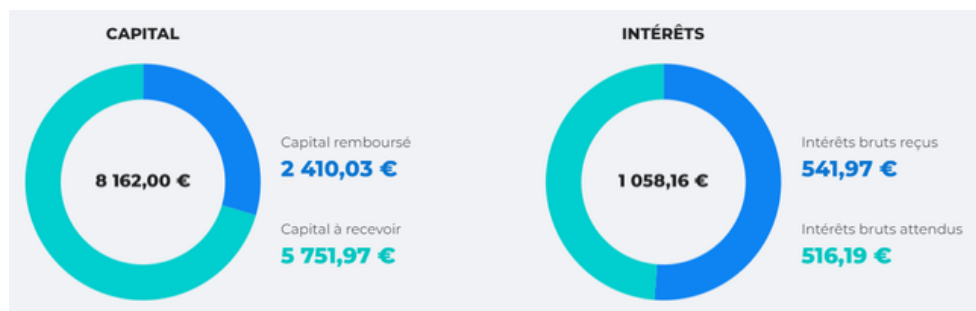 CAPITAL
8 162,00 €
Capital remboursé
2 410,03 €
Capital à recevoir
5 751,97 €
INTÉRÊTS
1 058,16 €
Intérêts bruts reçus
541,97 €
Intérêts bruts attendus
516,19 €